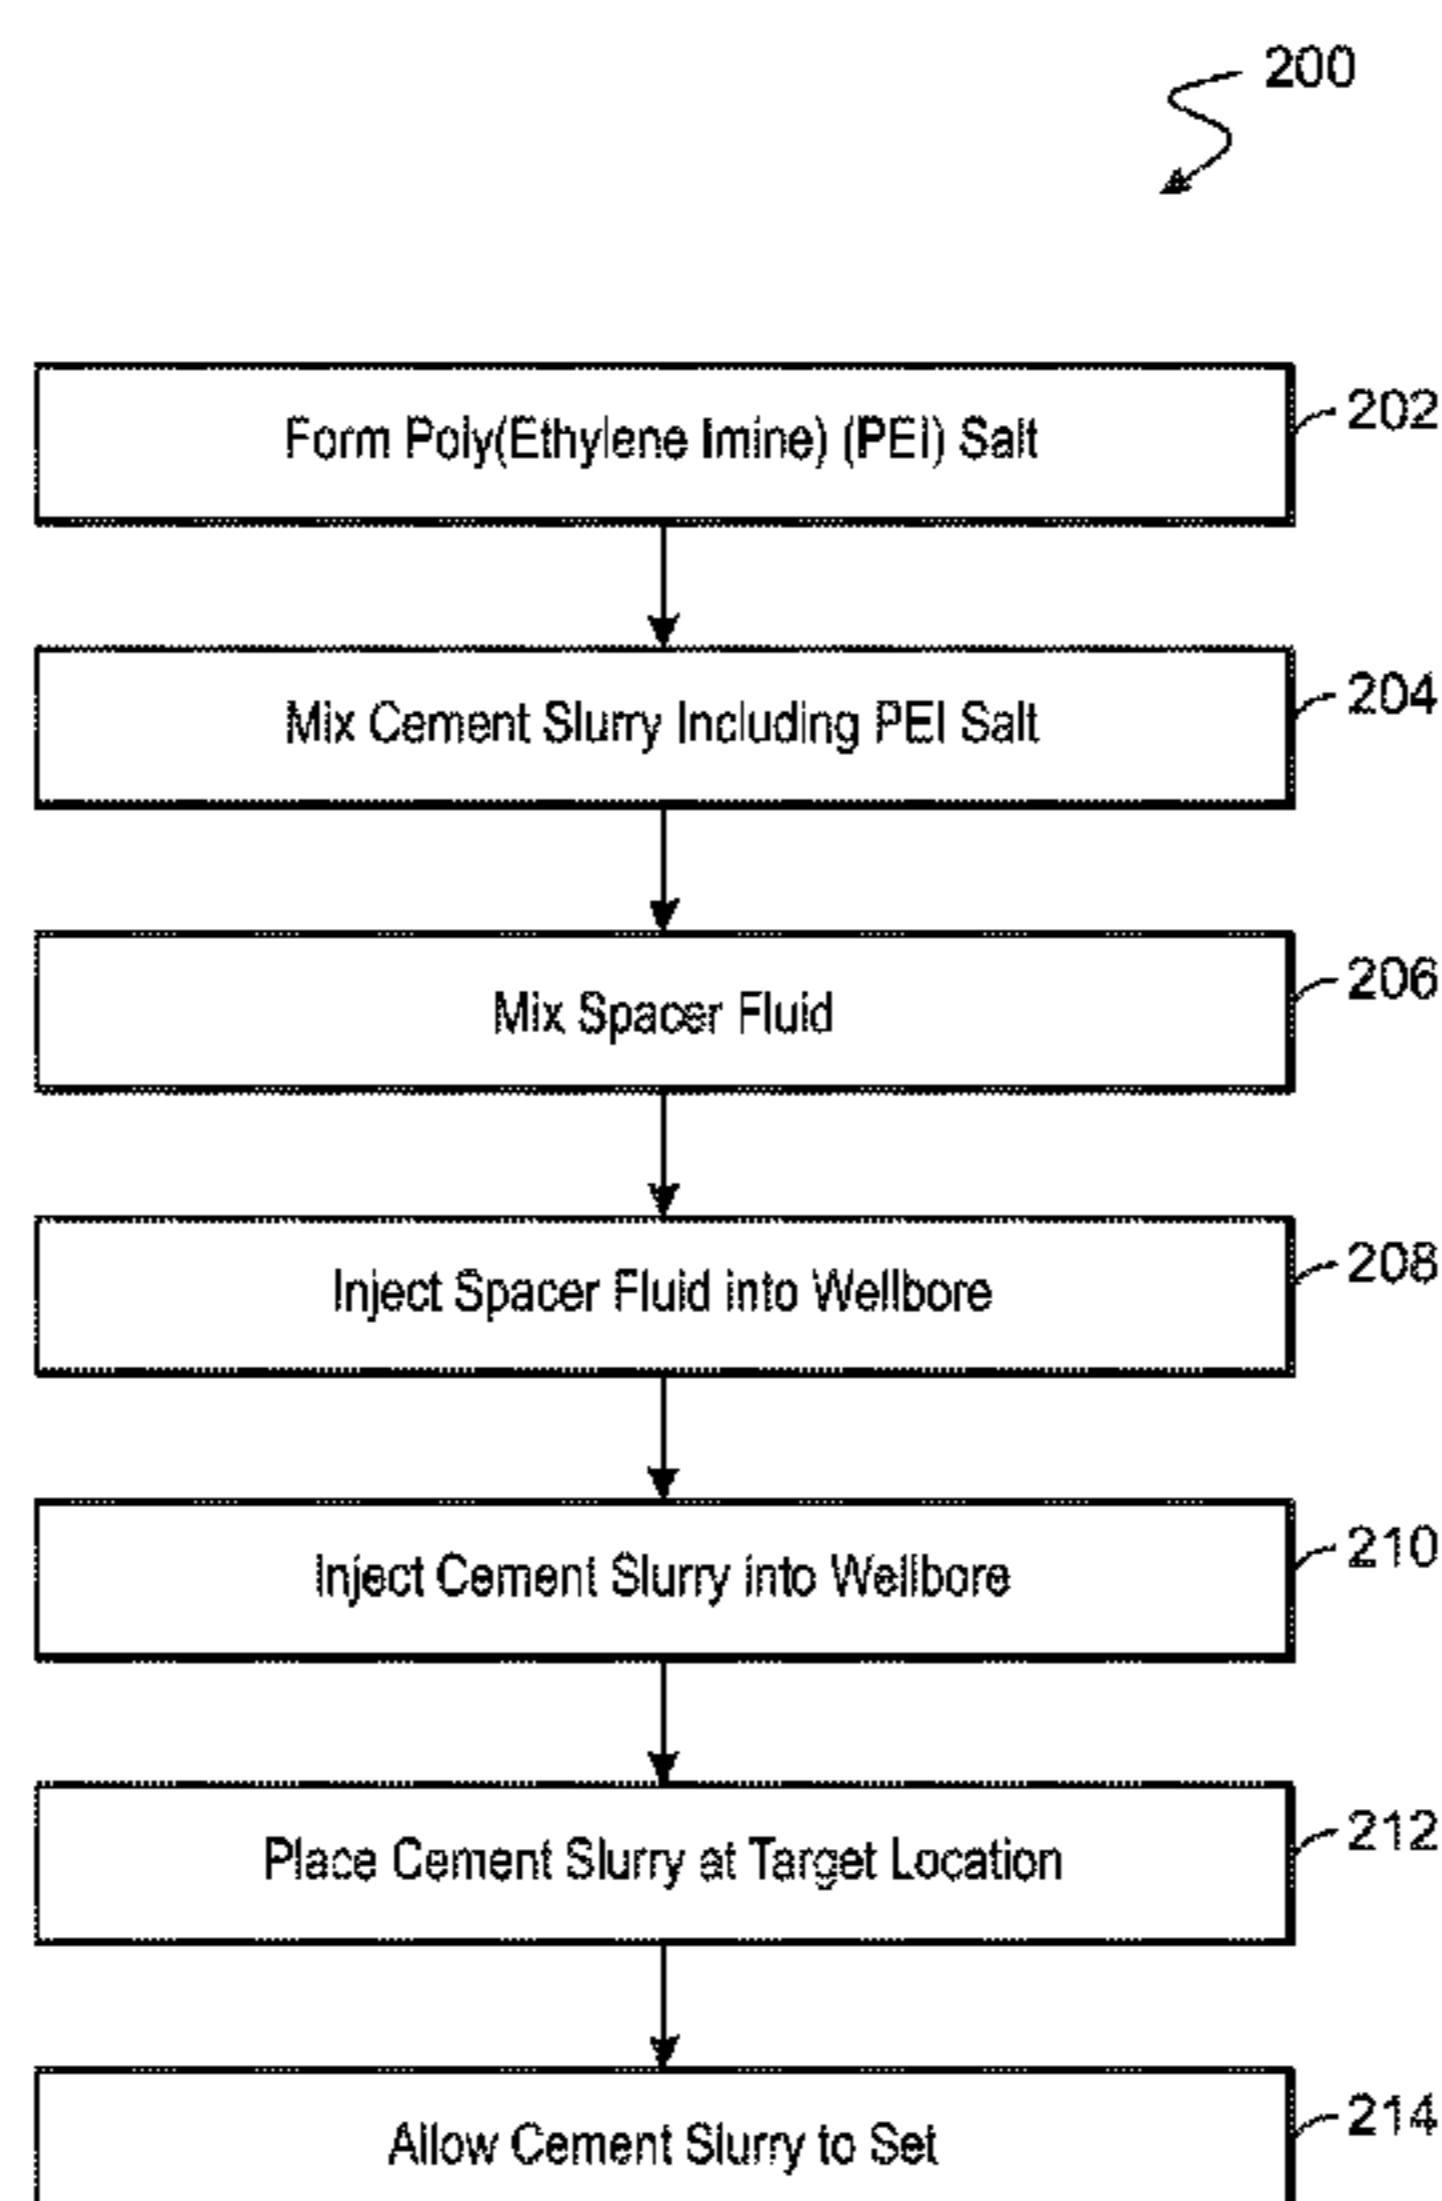 200
Form Poly(Ethylene Imine) (PEI) Salt
202
Mix Cement Slurry Including PEI Salt
204
Mix Spacer Fluid
206
Inject Spacer Fluid into Wellbore
208
Inject Cement Slurry into Wellbore
210
Place Cement Slurry at Target Location
212
Allow Cement Slurry to Set
214